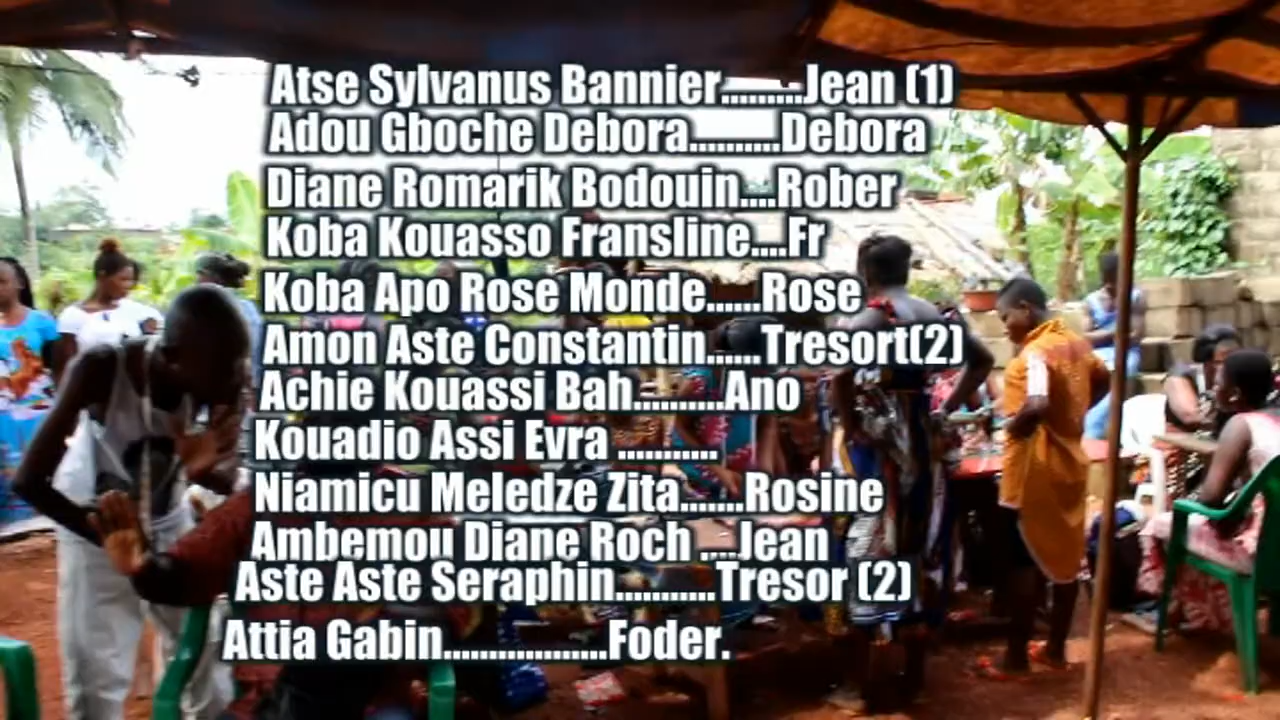 Atse Sylvanus Bannier.........Jean (1)
Adou Gboche Debora..........Debora
Diane Romarik Bodouin....Rober
Koba Kouasso Fransline....Fr
Koba Apo Rose Monde......Rose
Amon Aste Constantin......Tresort(2)
Achie Kouassi Bah..........Ano
Kouadio Assi Evra ...........
Niamicu Meledze Zita.......Rosine
Ambemou Diane Roch ....Jean
Aste Aste Seraphin...........Tresor (2)
Attia Gabin..................Foder.